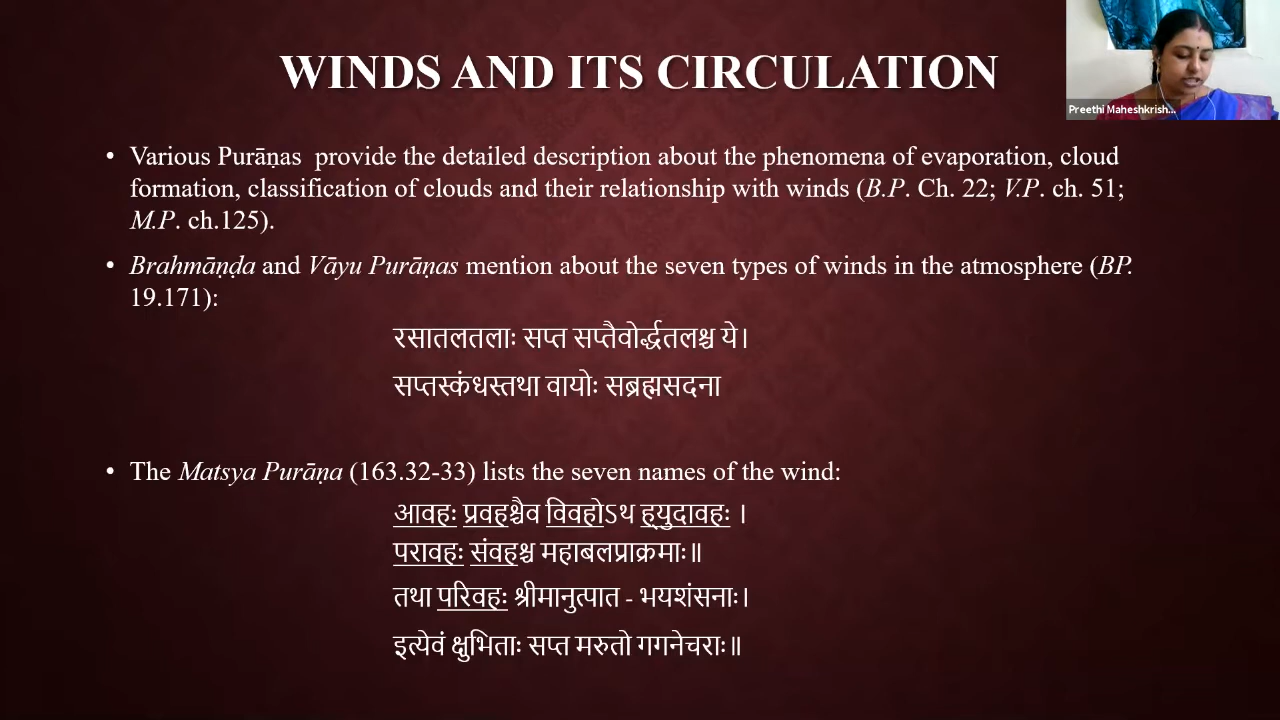 WINDS AND ITS CIRCULATION
Preethi Maheshkrish...
• Various Purāṇas provide the detailed description about the phenomena of evaporation, cloud
formation, classification of clouds and their relationship with winds (B.P. Ch. 22; V.P. ch. 51;
M.P. ch.125).
• Brahmāṇḍa and Vāyu Purāṇas mention about the seven types of winds in the atmosphere (BP.
19.171):
रसातलतलाः सप्त सप्तैवोर्द्धतलश्च ये।
सप्तस्कंधस्तथा वायोः सब्रह्मसदना
• The Matsya Purāṇa (163.32-33) lists the seven names of the wind:
आवहः प्रवहश्चैव विवहोऽथ ह्युदावहः ।
परावहः संवहश्च महाबलप्राक्रमाः॥
तथा परिवहः श्रीमानुत्पात - भयशंसनाः।
इत्येवं क्षुभिताः सप्त मरुतो गगनेचराः॥